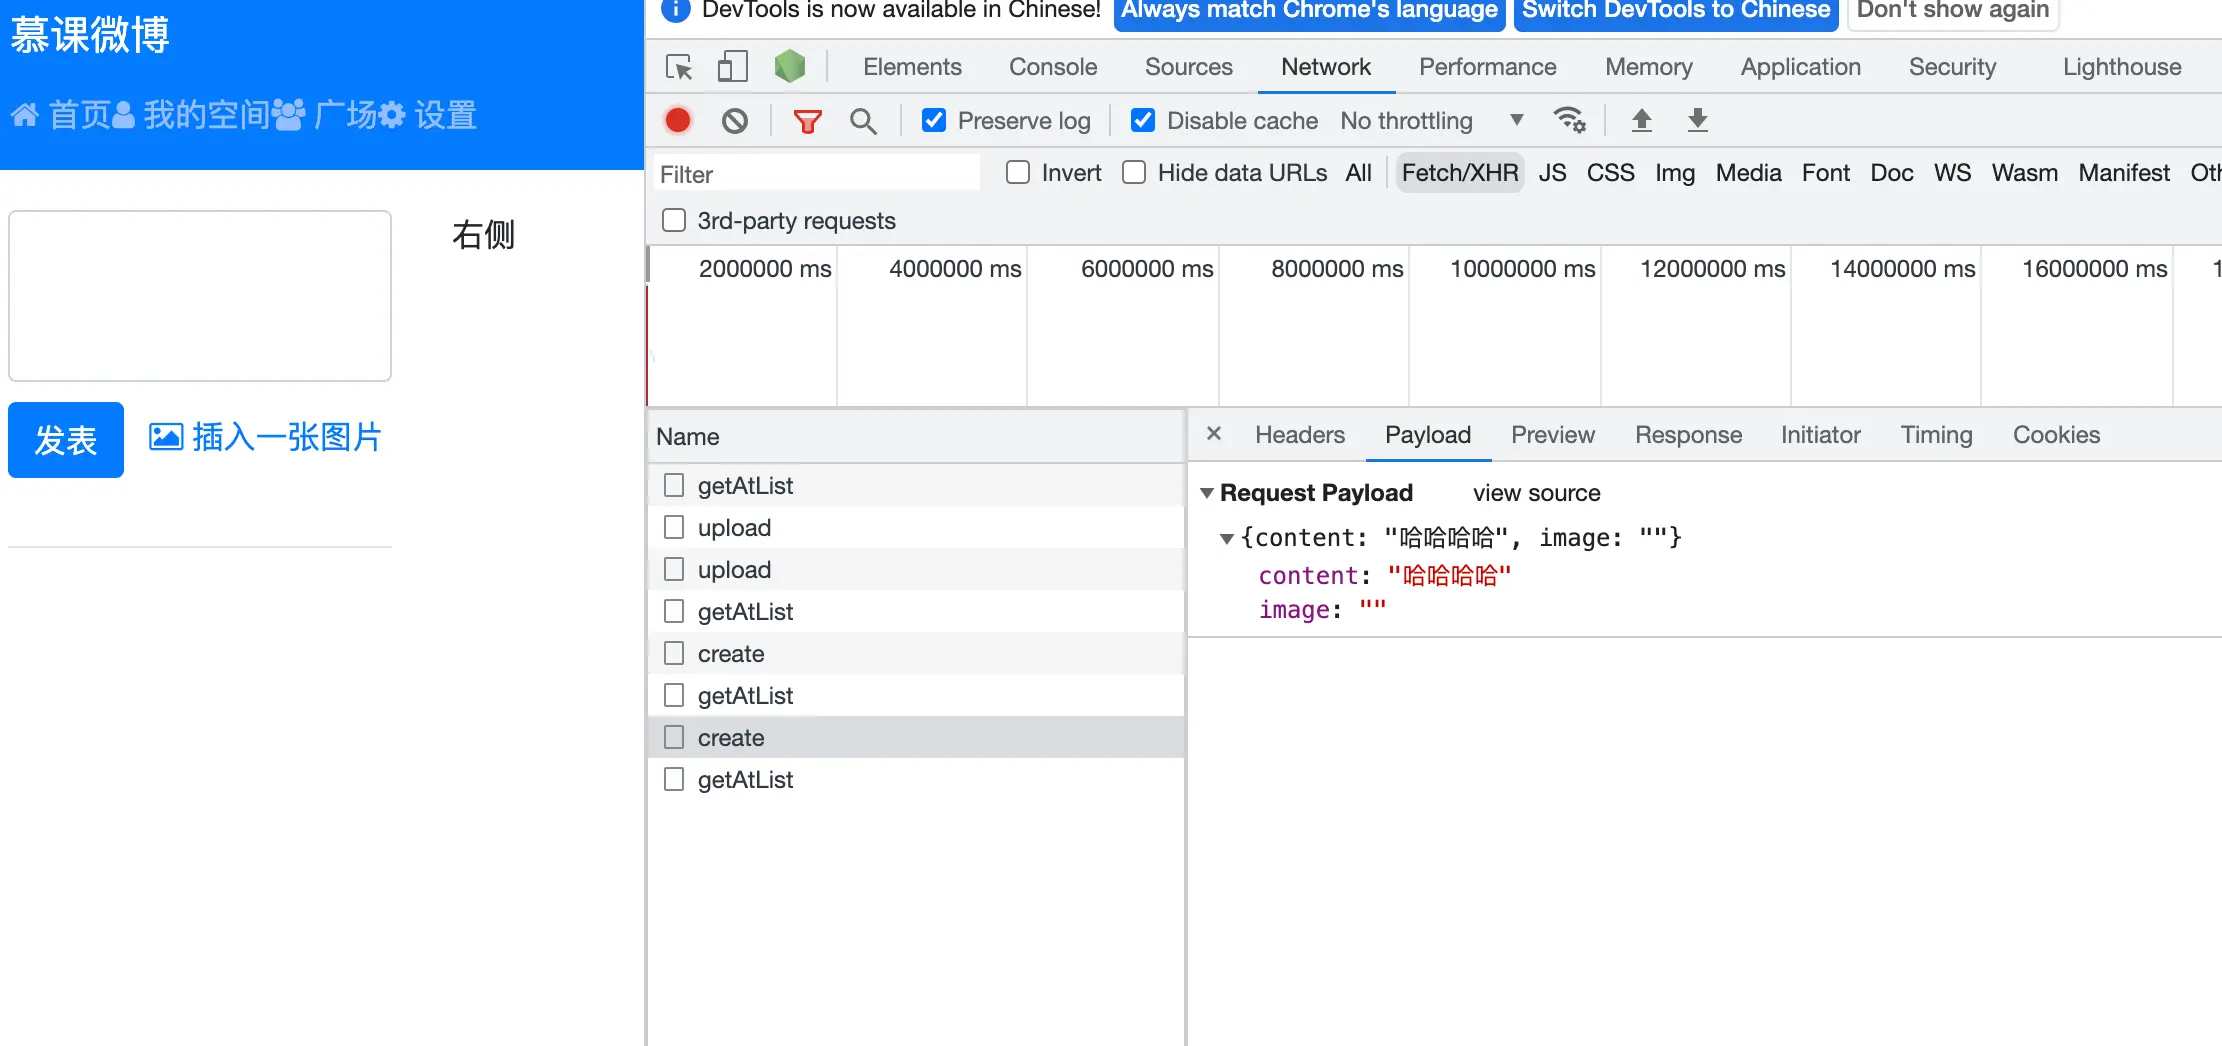 慕课微博
首页 我的空间 广场 设置
右侧
发表 插入一张图片
DevTools is now available in Chinese! Always match Chrome's language Switch DevTools to Chinese Don't show again
Elements Console Sources Network Performance Memory Application Security Lighthouse
Preserve log Disable cache No throttling
Filter Invert Hide data URLs All Fetch/XHR JS CSS Img Media Font Doc WS Wasm Manifest
3rd-party requests
2000000 ms 4000000 ms 6000000 ms 8000000 ms 10000000 ms 12000000 ms 14000000 ms 16000000 ms
Name
getAtList
upload
upload
getAtList
create
getAtList
create
getAtList
× Headers Payload Preview Response Initiator Timing Cookies
Request Payload view source
{content: "哈哈哈哈", image: ""}
content: "哈哈哈哈"
image: ""